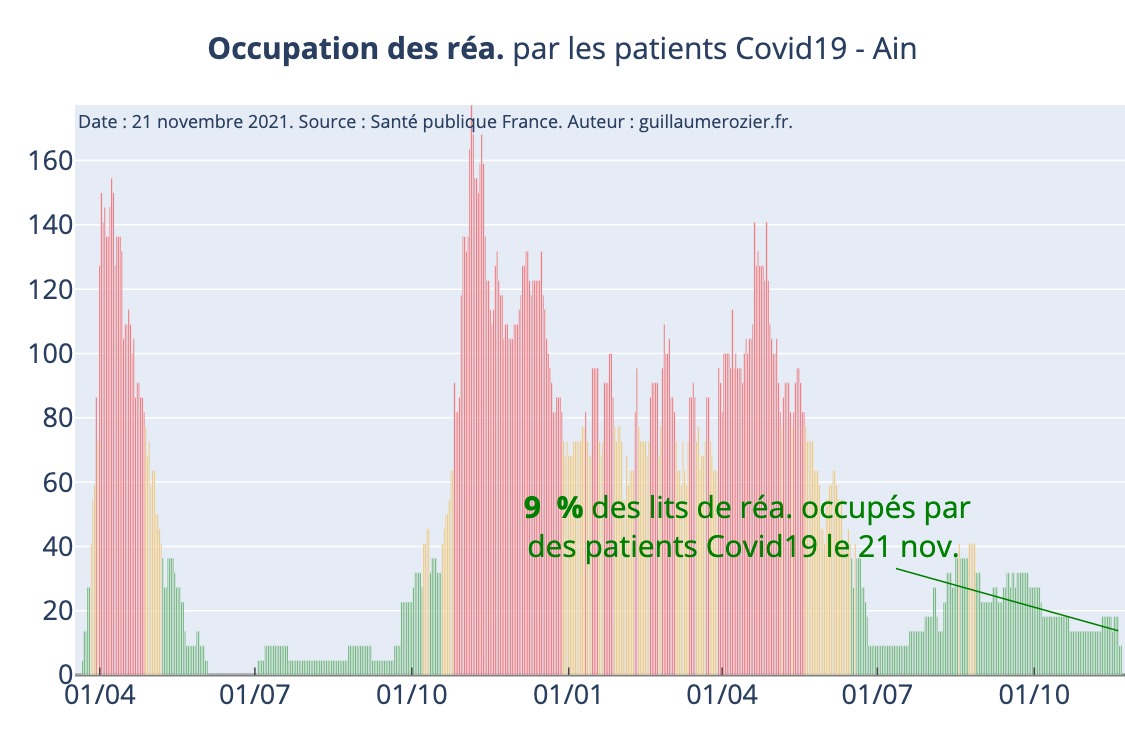 Occupation des réa. par les patients Covid19 - Ain
Date : 21 novembre 2021. Source : Santé publique France. Auteur : guillaumerozier.fr.
160
140
120
100
80
60
40
20
0
9 % des lits de réa. occupés par
des patients Covid19 le 21 nov.
01/04 01/07 01/10 01/01 01/04 01/07 01/10